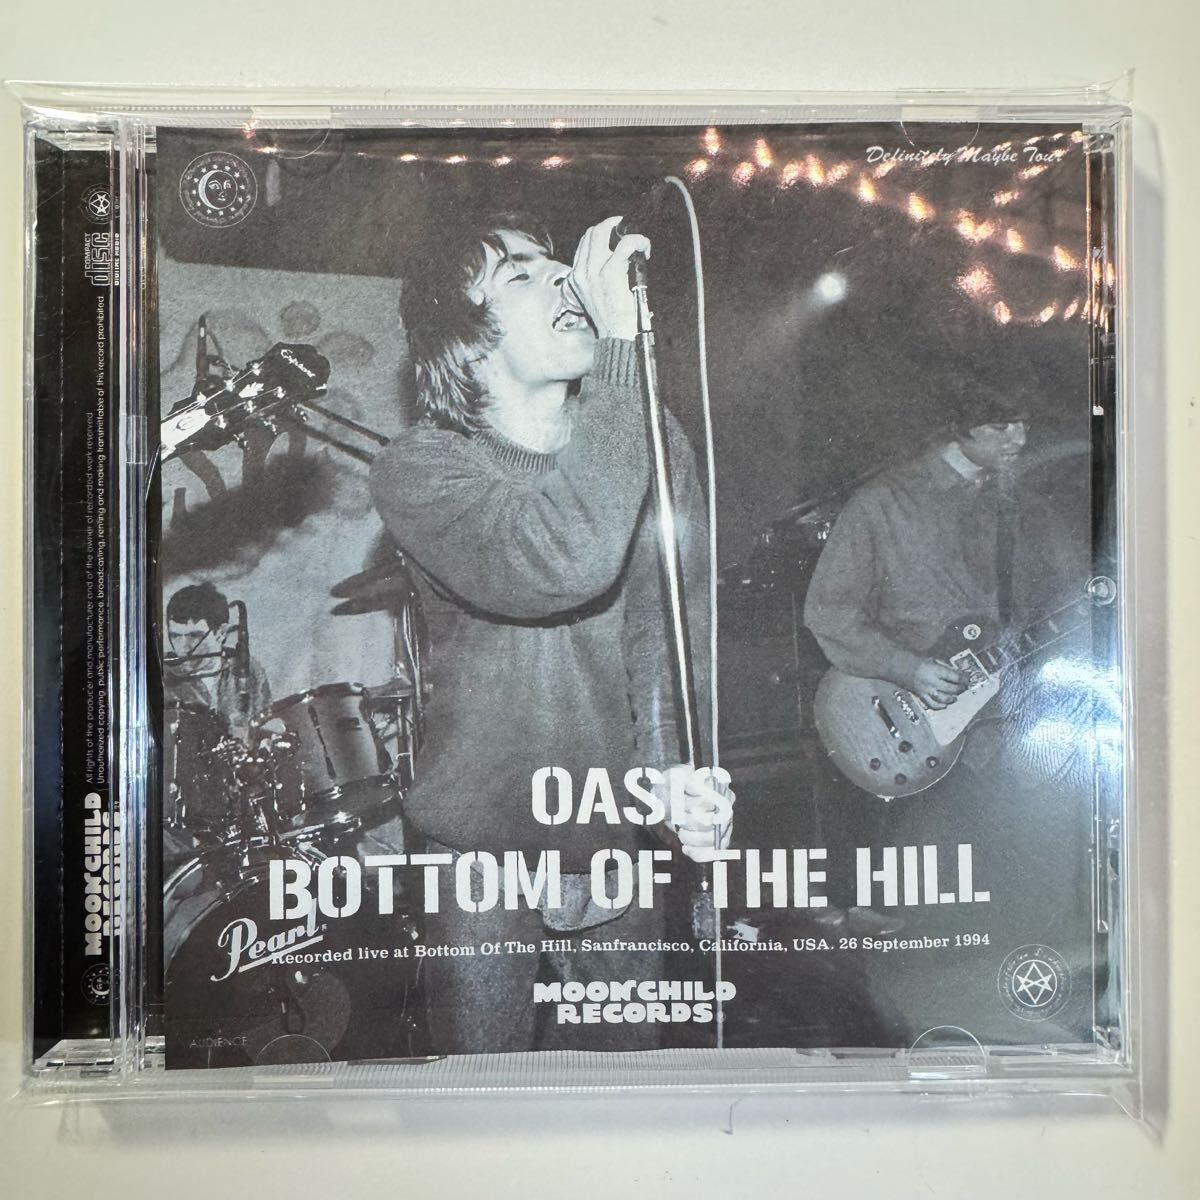 Definitely Maybe Tour
Epiphone
OASIS
BOTTOM OF THE HILL
Pearl
Recorded live at Bottom Of The Hill, Sanfrancisco, California, USA. 26 September 1994
MOONCHILD
RECORDS
AUDIENCE
COMPACT
disc
DIGITAL AUDIO
All rights of the producer and manufacturer and of the owner of recorded work reserved
Unauthorized copying, public performance, broadcasting, renting and making transmittable of this record prohibited
MOONCHILD
RECORDS